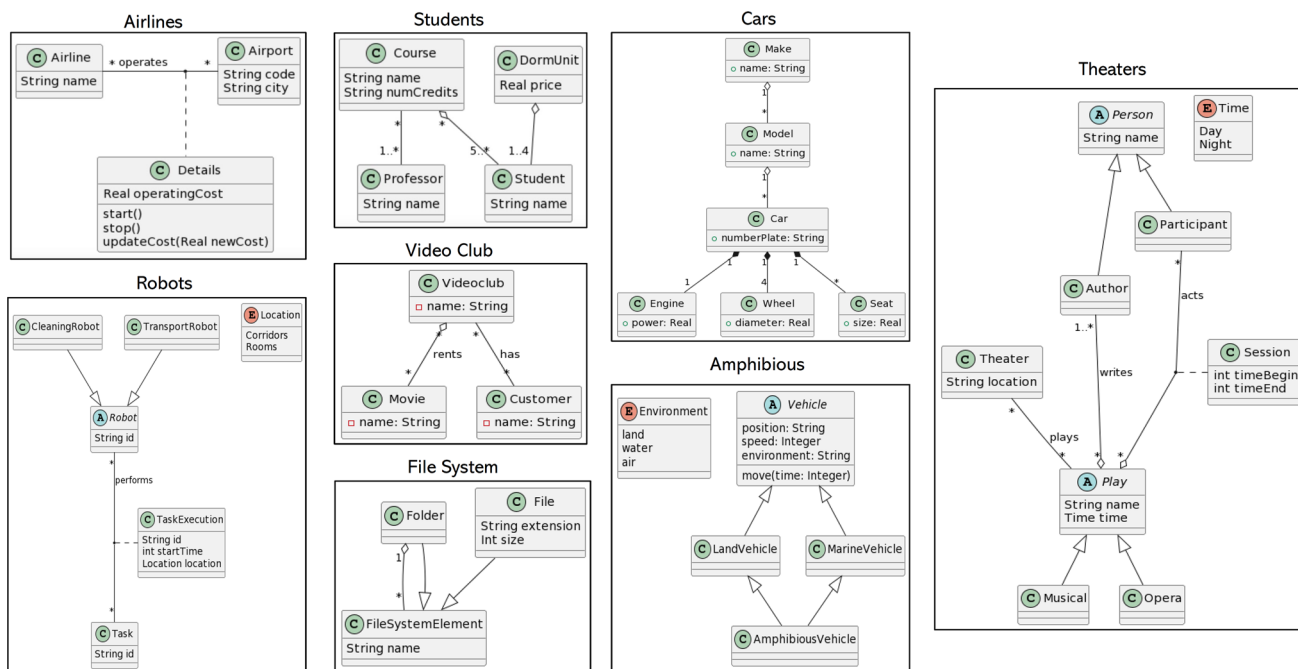 Airlines
C Airline
String name
* operates *
C Airport
String code
String city
C Details
Real operatingCost
start()
stop()
updateCost(Real newCost)
Robots
C CleaningRobot
C TransportRobot
E Location
Corridors
Rooms
A Robot
String id
*
performs
C TaskExecution
String id
int startTime
Location location
*
C Task
String id
Students
C Course
String name
String numCredits
C DormUnit
Real price
* *
1..* 5..* 1..4
C Professor
String name
C Student
String name
Video Club
C Videoclub
name: String
* *
rents has
* *
C Movie
name: String
C Customer
name: String
File System
C Folder
C File
String extension
Int size
1
*
C FileSystemElement
String name
Cars
C Make
name: String
1
*
C Model
name: String
1
*
C Car
numberPlate: String
1 1 1
1 4 *
C Engine
power: Real
C Wheel
diameter: Real
C Seat
size: Real
Amphibious
E Environment
land
water
air
A Vehicle
position: String
speed: Integer
environment: String
move(time: Integer)
C LandVehicle
C MarineVehicle
C AmphibiousVehicle
Theaters
A Person
String name
E Time
Day
Night
C Participant
*
C Author
acts
1..*
C Theater
String location
C Session
int timeBegin
int timeEnd
writes
*
plays
* * *
A Play
String name
Time time
C Musical
C Opera